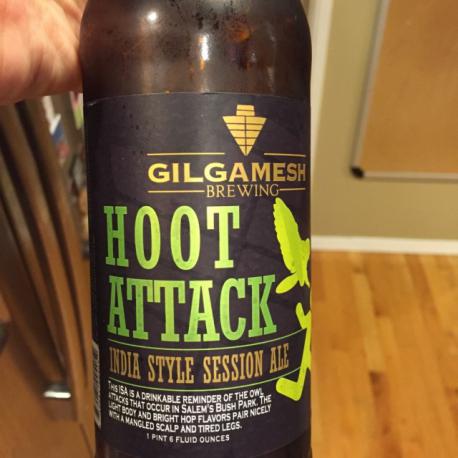 GILGAMESH
BREWING
HOOT
ATTACK
INDIA STYLE SESSION ALE
THIS ISA IS A DRINKABLE REMINDER OF THE OWL
ATTACKS THAT OCCUR IN SALEM'S BUSH PARK. THE
LIGHT BODY AND BRIGHT HOP FLAVORS PAIR NICELY
WITH A MANGLED SCALP AND TIRED LEGS.
1 PINT 6 FLUID OUNCES